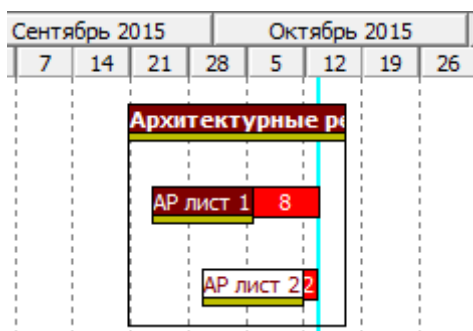 Сентябрь 2015 Октябрь 2015
7 14 21 28 5 12 19 26
Архитектурные ре
АР лист 1 8
АР лист 2 2